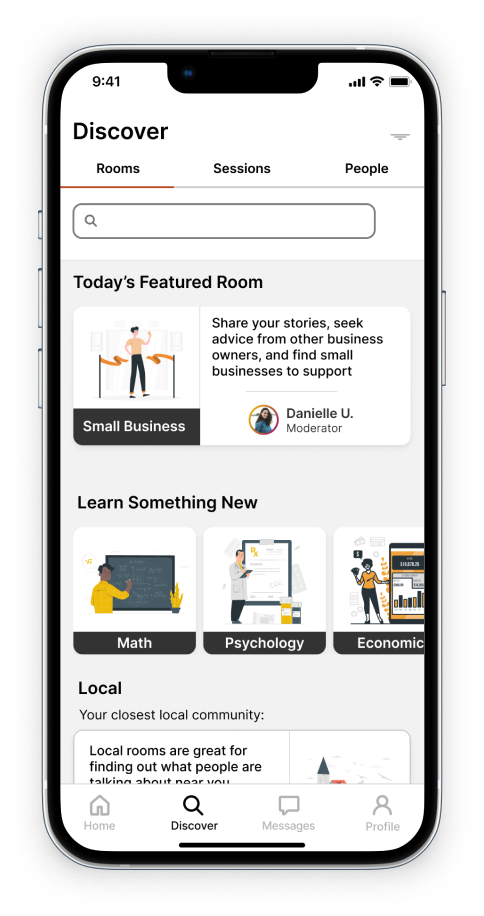 9:41
Discover
Rooms
Sessions
People
Today's Featured Room
Share your stories, seek
advice from other business
owners, and find small
businesses to support
Small Business
Danielle U.
Moderator
Learn Something New
Math
Psychology
Economic
Local
Your closest local community:
Local rooms are great for
finding out what people are
talking about near you
Home
Discover
Messages
Profile